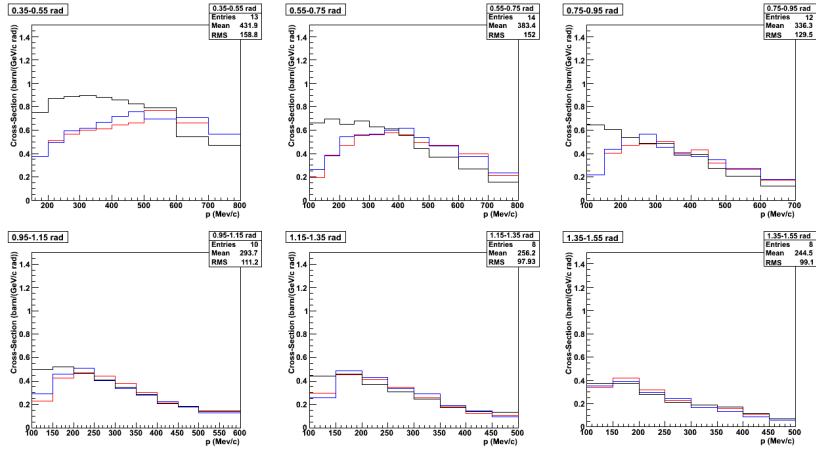 0.35-0.55 rad
0.35-0.55 rad
Entries 13
Mean 431.9
RMS 158.8
Cross-Section (barn/(GeV/c rad))
1.4
1.2
1
0.8
0.6
0.4
0.2
0
200 300 400 500 600 700 800
p (Mev/c)
0.55-0.75 rad
0.55-0.75 rad
Entries 14
Mean 383.4
RMS 152
Cross-Section (barn/(GeV/c rad))
1.4
1.2
1
0.8
0.6
0.4
0.2
0
100 200 300 400 500 600 700 800
p (Mev/c)
0.75-0.95 rad
0.75-0.95 rad
Entries 12
Mean 336.3
RMS 129.5
Cross-Section (barn/(GeV/c rad))
1.4
1.2
1
0.8
0.6
0.4
0.2
0
100 200 300 400 500 600 700
p (Mev/c)
0.95-1.15 rad
0.95-1.15 rad
Entries 10
Mean 293.7
RMS 111.2
Cross-Section (barn/(GeV/c rad))
1.4
1.2
1
0.8
0.6
0.4
0.2
0
100 150 200 250 300 350 400 450 500 550 600
p (Mev/c)
1.15-1.35 rad
1.15-1.35 rad
Entries 8
Mean 256.2
RMS 97.93
Cross-Section (barn/(GeV/c rad))
1.4
1.2
1
0.8
0.6
0.4
0.2
0
100 150 200 250 300 350 400 450 500
p (Mev/c)
1.35-1.55 rad
1.35-1.55 rad
Entries 8
Mean 244.5
RMS 99.1
Cross-Section (barn/(GeV/c rad))
1.4
1.2
1
0.8
0.6
0.4
0.2
0
100 150 200 250 300 350 400 450 500
p (Mev/c)